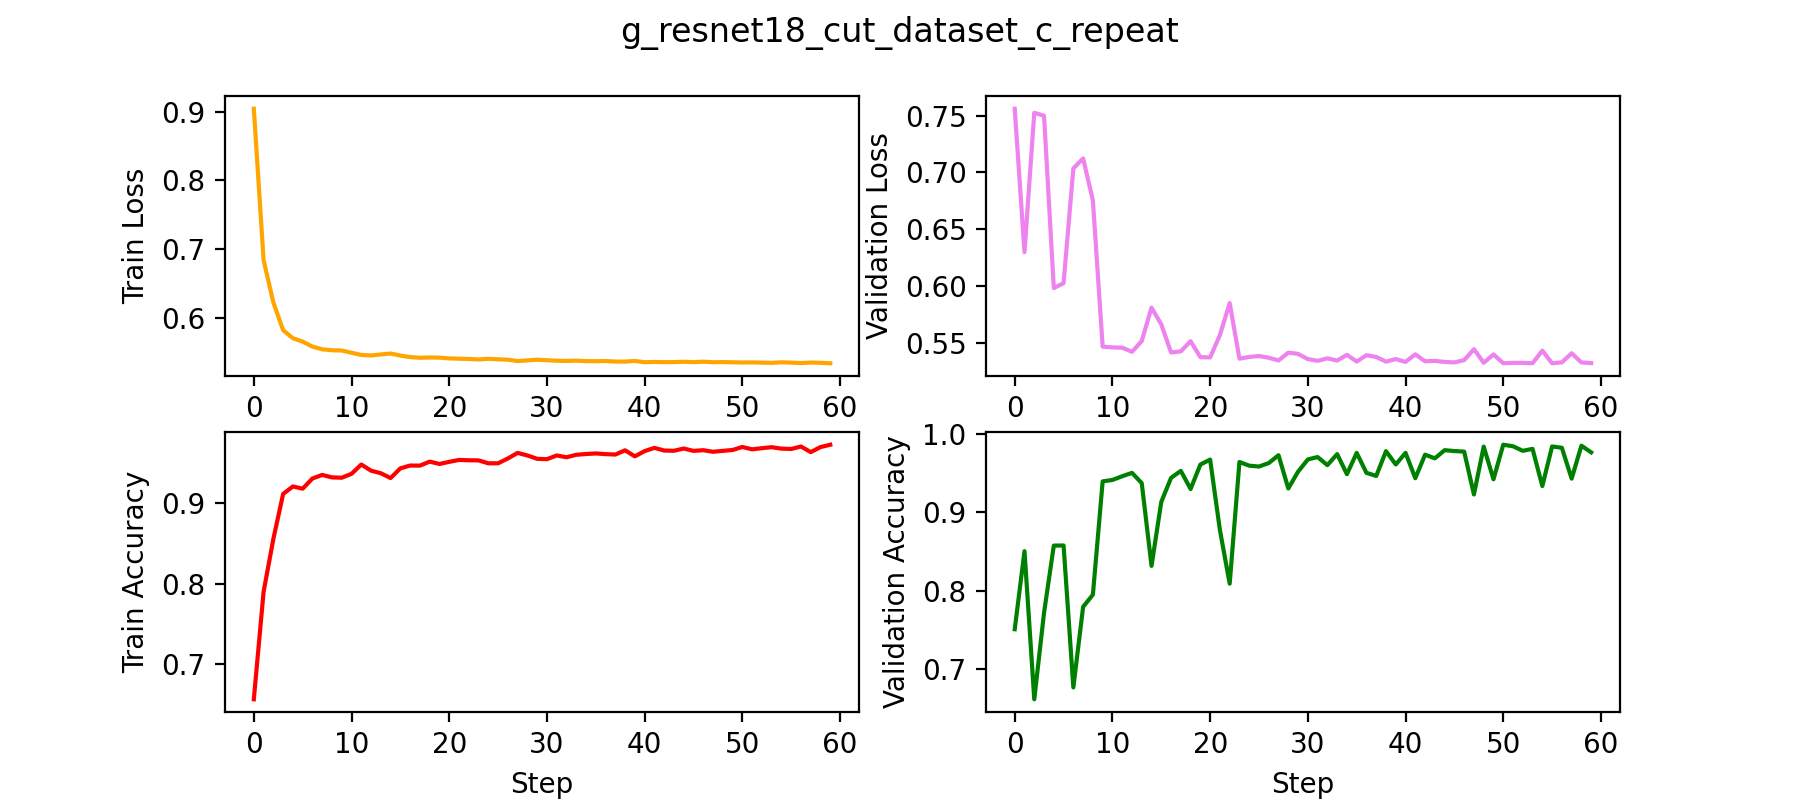 g_resnet18_cut_dataset_c_repeat
Train Loss
0.9
0.8
0.7
0.6
0 10 20 30 40 50 60
Validation Loss
0.75
0.70
0.65
0.60
0.55
0 10 20 30 40 50 60
Train Accuracy
0.9
0.8
0.7
0 10 20 30 40 50 60
Step
Validation Accuracy
1.0
0.9
0.8
0.7
0 10 20 30 40 50 60
Step